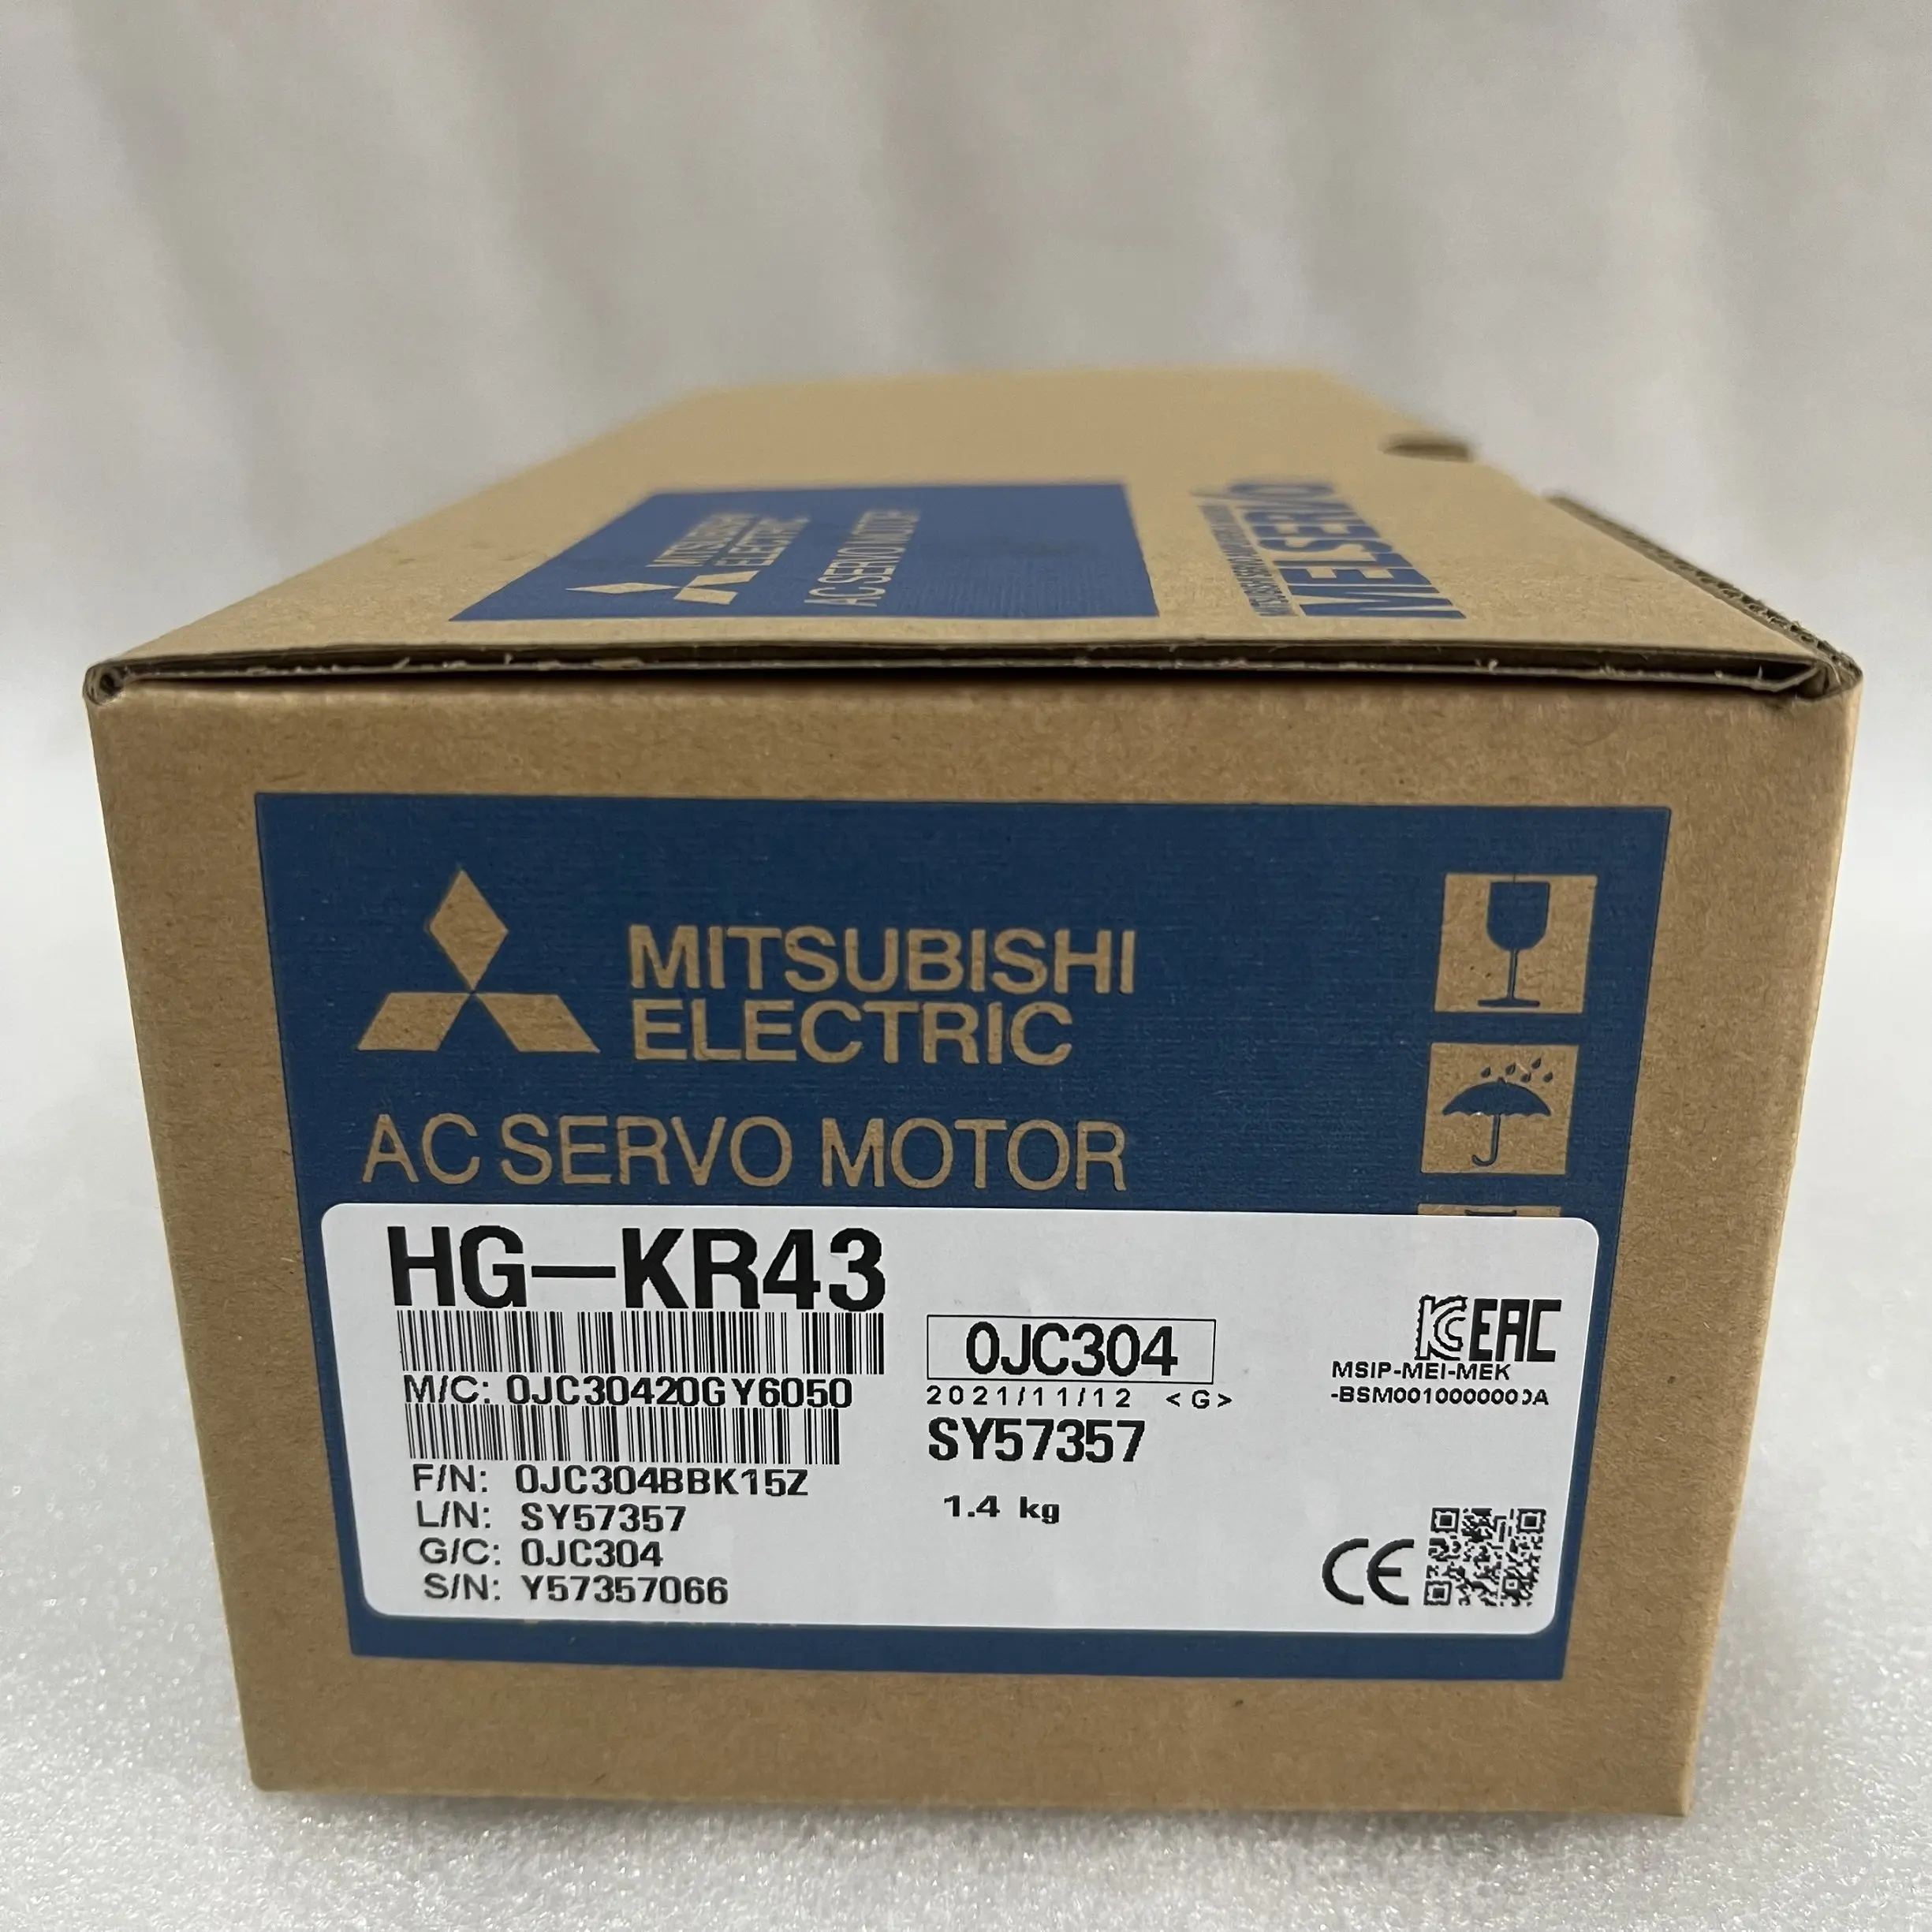 MITSUBISHI
ELECTRIC
AC SERVO MOTOR
MELSERVO
MITSUBISHI
ELECTRIC
AC SERVO MOTOR
HG-KR43
0JC304
M/C: 0JC30420GY6050
2021/11/12 <G>
SY57357
F/N: 0JC304BBK15Z
L/N: SY57357
1.4 kg
G/C: 0JC304
S/N: Y57357066
EAC
MSIP-MEI-MEK
CE